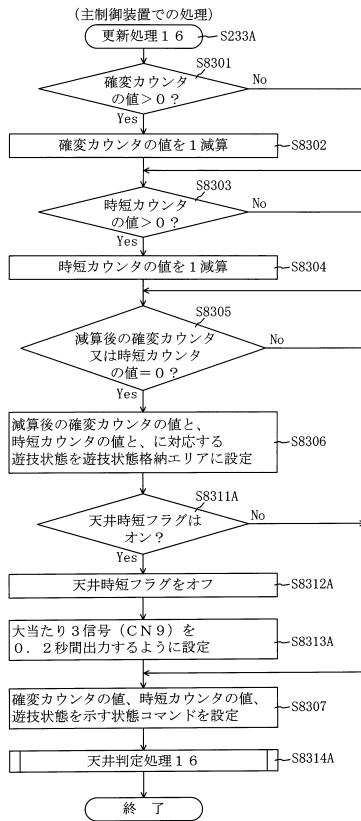 (主制御装置での処理)
更新処理16
S233A
S8301
確変カウンタ
の値>0?
No
Yes
確変カウンタの値を1減算
S8302
S8303
時短カウンタ
の値>0?
No
Yes
時短カウンタの値を1減算
S8304
S8305
減算後の確変カウンタ
又は時短カウンタ
の値=0?
No
Yes
減算後の確変カウンタの値と、
時短カウンタの値と、に対応する
遊技状態を遊技状態格納エリアに設定
S8306
S8311A
天井時短フラグは
オン?
No
Yes
天井時短フラグをオフ
S8312A
大当たり3信号(CN9)を
0.2秒間出力するように設定
S8313A
確変カウンタの値、時短カウンタの値、
遊技状態を示す状態コマンドを設定
S8307
天井判定処理16
S8314A
終 了